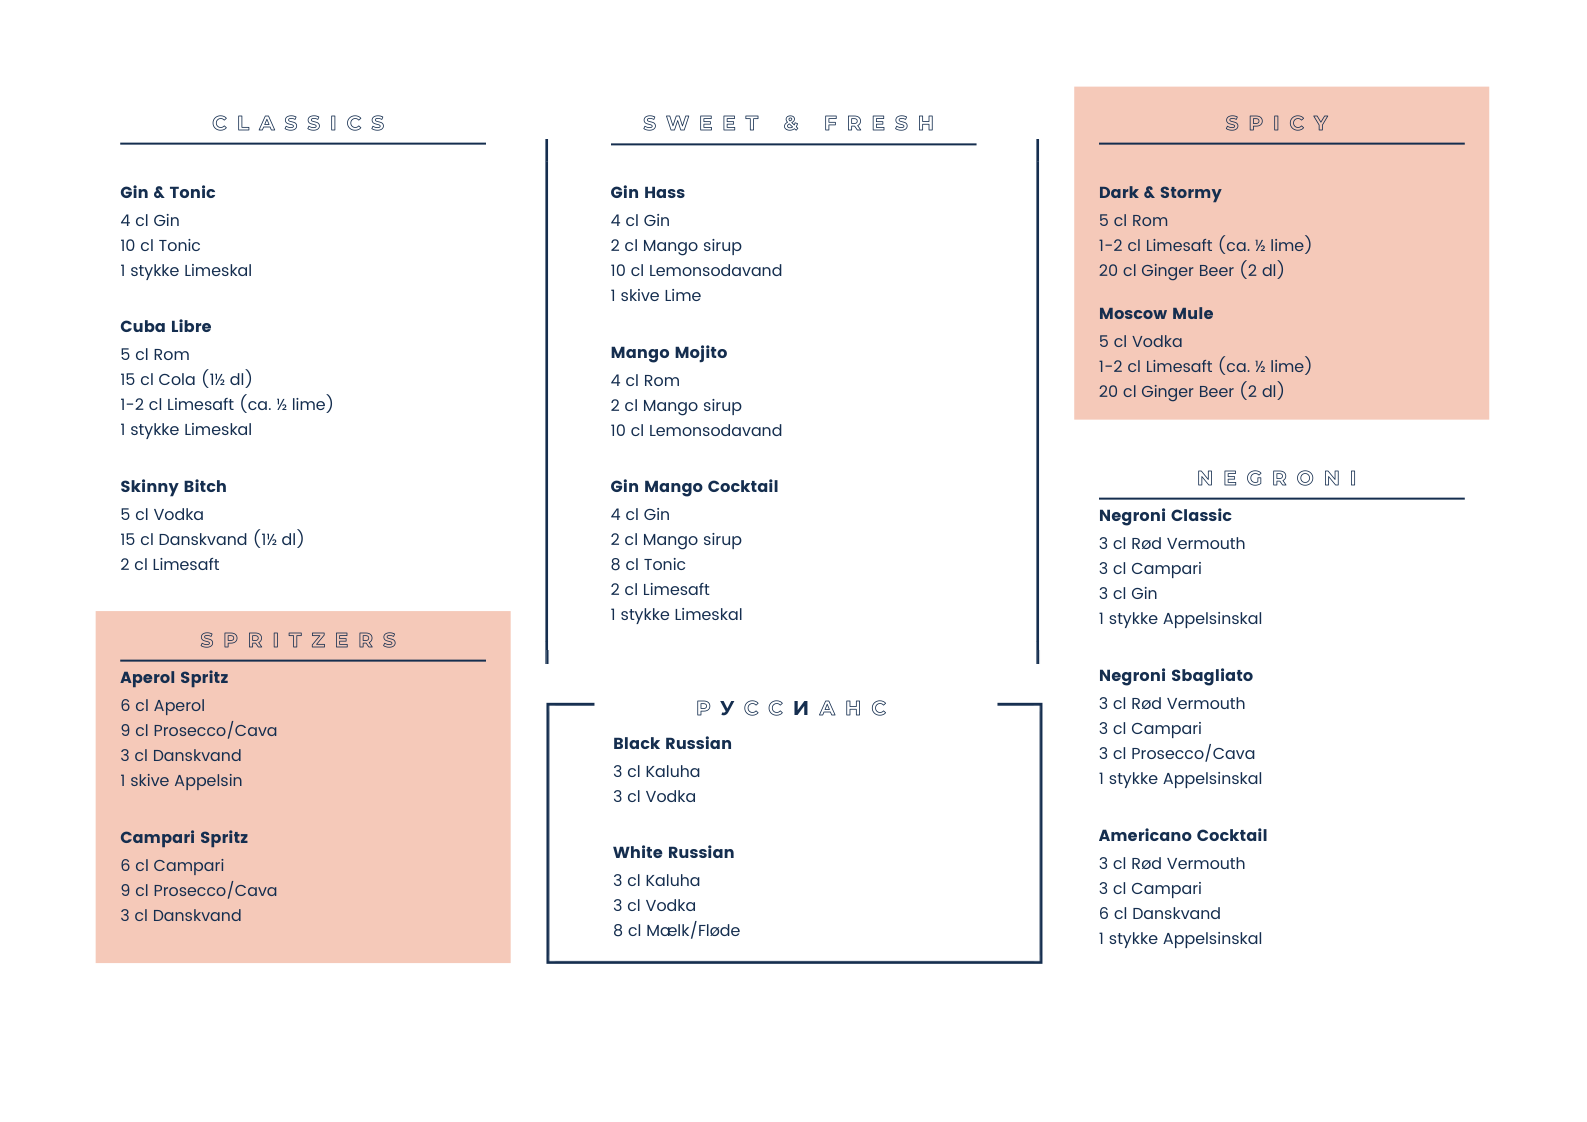 CLASSICS
Gin & Tonic
4 cl Gin
10 cl Tonic
1 stykke Limeskal
Cuba Libre
5 cl Rom
15 cl Cola (1½ dl)
1-2 cl Limesaft (ca. ½ lime)
1 stykke Limeskal
Skinny Bitch
5 cl Vodka
15 cl Danskvand (1½ dl)
2 cl Limesaft
SPRITZERS
Aperol Spritz
6 cl Aperol
9 cl Prosecco/Cava
3 cl Danskvand
1 skive Appelsin
Campari Spritz
6 cl Campari
9 cl Prosecco/Cava
3 cl Danskvand
SWEET & FRESH
Gin Hass
4 cl Gin
2 cl Mango sirup
10 cl Lemonsodavand
1 skive Lime
Mango Mojito
4 cl Rom
2 cl Mango sirup
10 cl Lemonsodavand
Gin Mango Cocktail
4 cl Gin
2 cl Mango sirup
8 cl Tonic
2 cl Limesaft
1 stykke Limeskal
РУССИАНС
Black Russian
3 cl Kaluha
3 cl Vodka
White Russian
3 cl Kaluha
3 cl Vodka
8 cl Mælk/Fløde
SPICY
Dark & Stormy
5 cl Rom
1-2 cl Limesaft (ca. ½ lime)
20 cl Ginger Beer (2 dl)
Moscow Mule
5 cl Vodka
1-2 cl Limesaft (ca. ½ lime)
20 cl Ginger Beer (2 dl)
NEGRONI
Negroni Classic
3 cl Rød Vermouth
3 cl Campari
3 cl Gin
1 stykke Appelsinskal
Negroni Sbagliato
3 cl Rød Vermouth
3 cl Campari
3 cl Prosecco/Cava
1 stykke Appelsinskal
Americano Cocktail
3 cl Rød Vermouth
3 cl Campari
6 cl Danskvand
1 stykke Appelsinskal